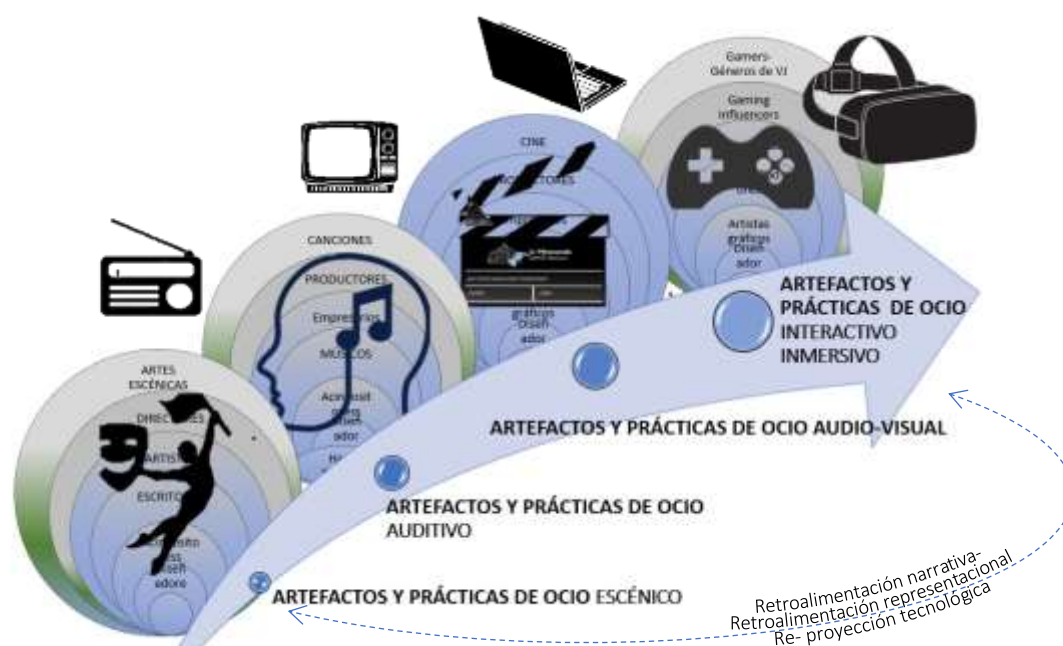 Gamers-
Géneros de VJ
Gaming
influencers
Artistas
gráficos
Diseñ
ador
CINE
gráficos
Diseñ
ador
CANCIONES
PRODUCTORES
Empresarios
MÚSICOS
ador
ARTES
ESCÉNICAS
ESCRITO
adore
ARTEFACTOS Y
PRÁCTICAS DE OCIO
INTERACTIVO
INMERSIVO
ARTEFACTOS Y PRÁCTICAS DE OCIO AUDIO-VISUAL
ARTEFACTOS Y PRÁCTICAS DE OCIO
AUDITIVO
ARTEFACTOS Y PRÁCTICAS DE OCIO ESCÉNICO
Retroalimentación narrativa-
Retroalimentación representacional
Re- proyección tecnológica